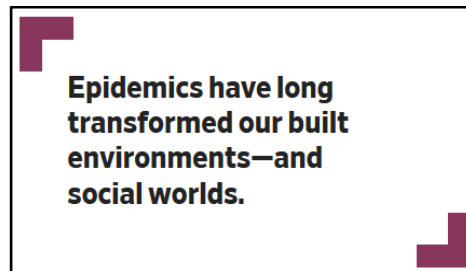 Epidemics have long
transformed our built
environments—and
social worlds.